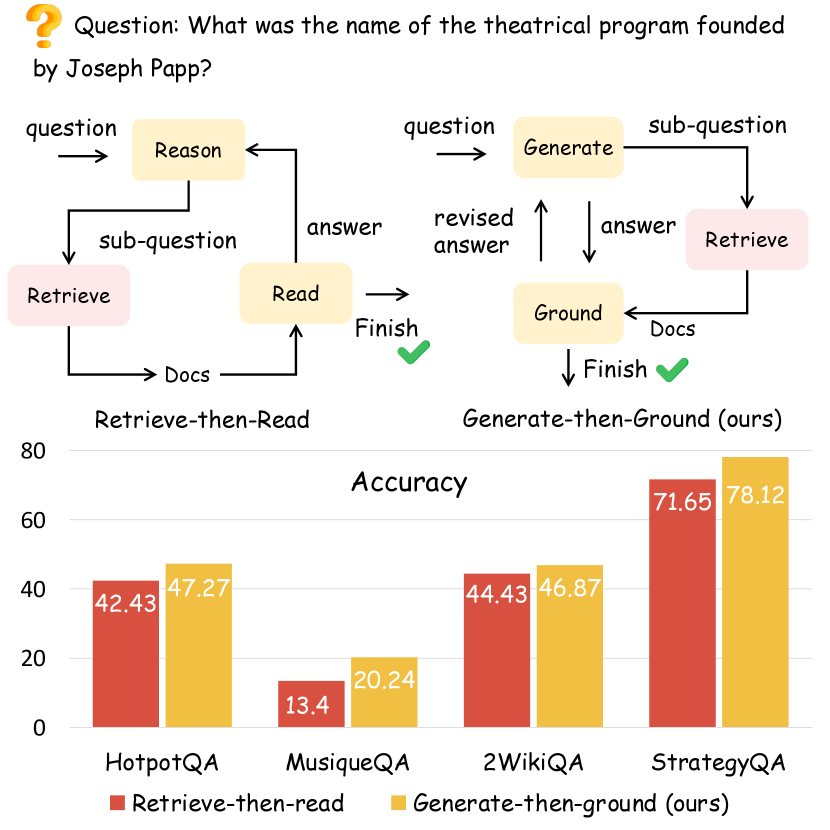 Question: What was the name of the theatrical program founded
by Joseph Papp?
question
Reason
sub-question
answer
Retrieve
Read
Docs
Finish
Retrieve-then-Read
question
Generate
sub-question
revised
answer
answer
Retrieve
Ground
Docs
Finish
Generate-then-Ground (ours)
Accuracy
80
60
40
20
0
42.43
47.27
13.4
20.24
44.43
46.87
71.65
78.12
HotpotQA
MusiqueQA
2WikiQA
StrategyQA
Retrieve-then-read
Generate-then-ground (ours)